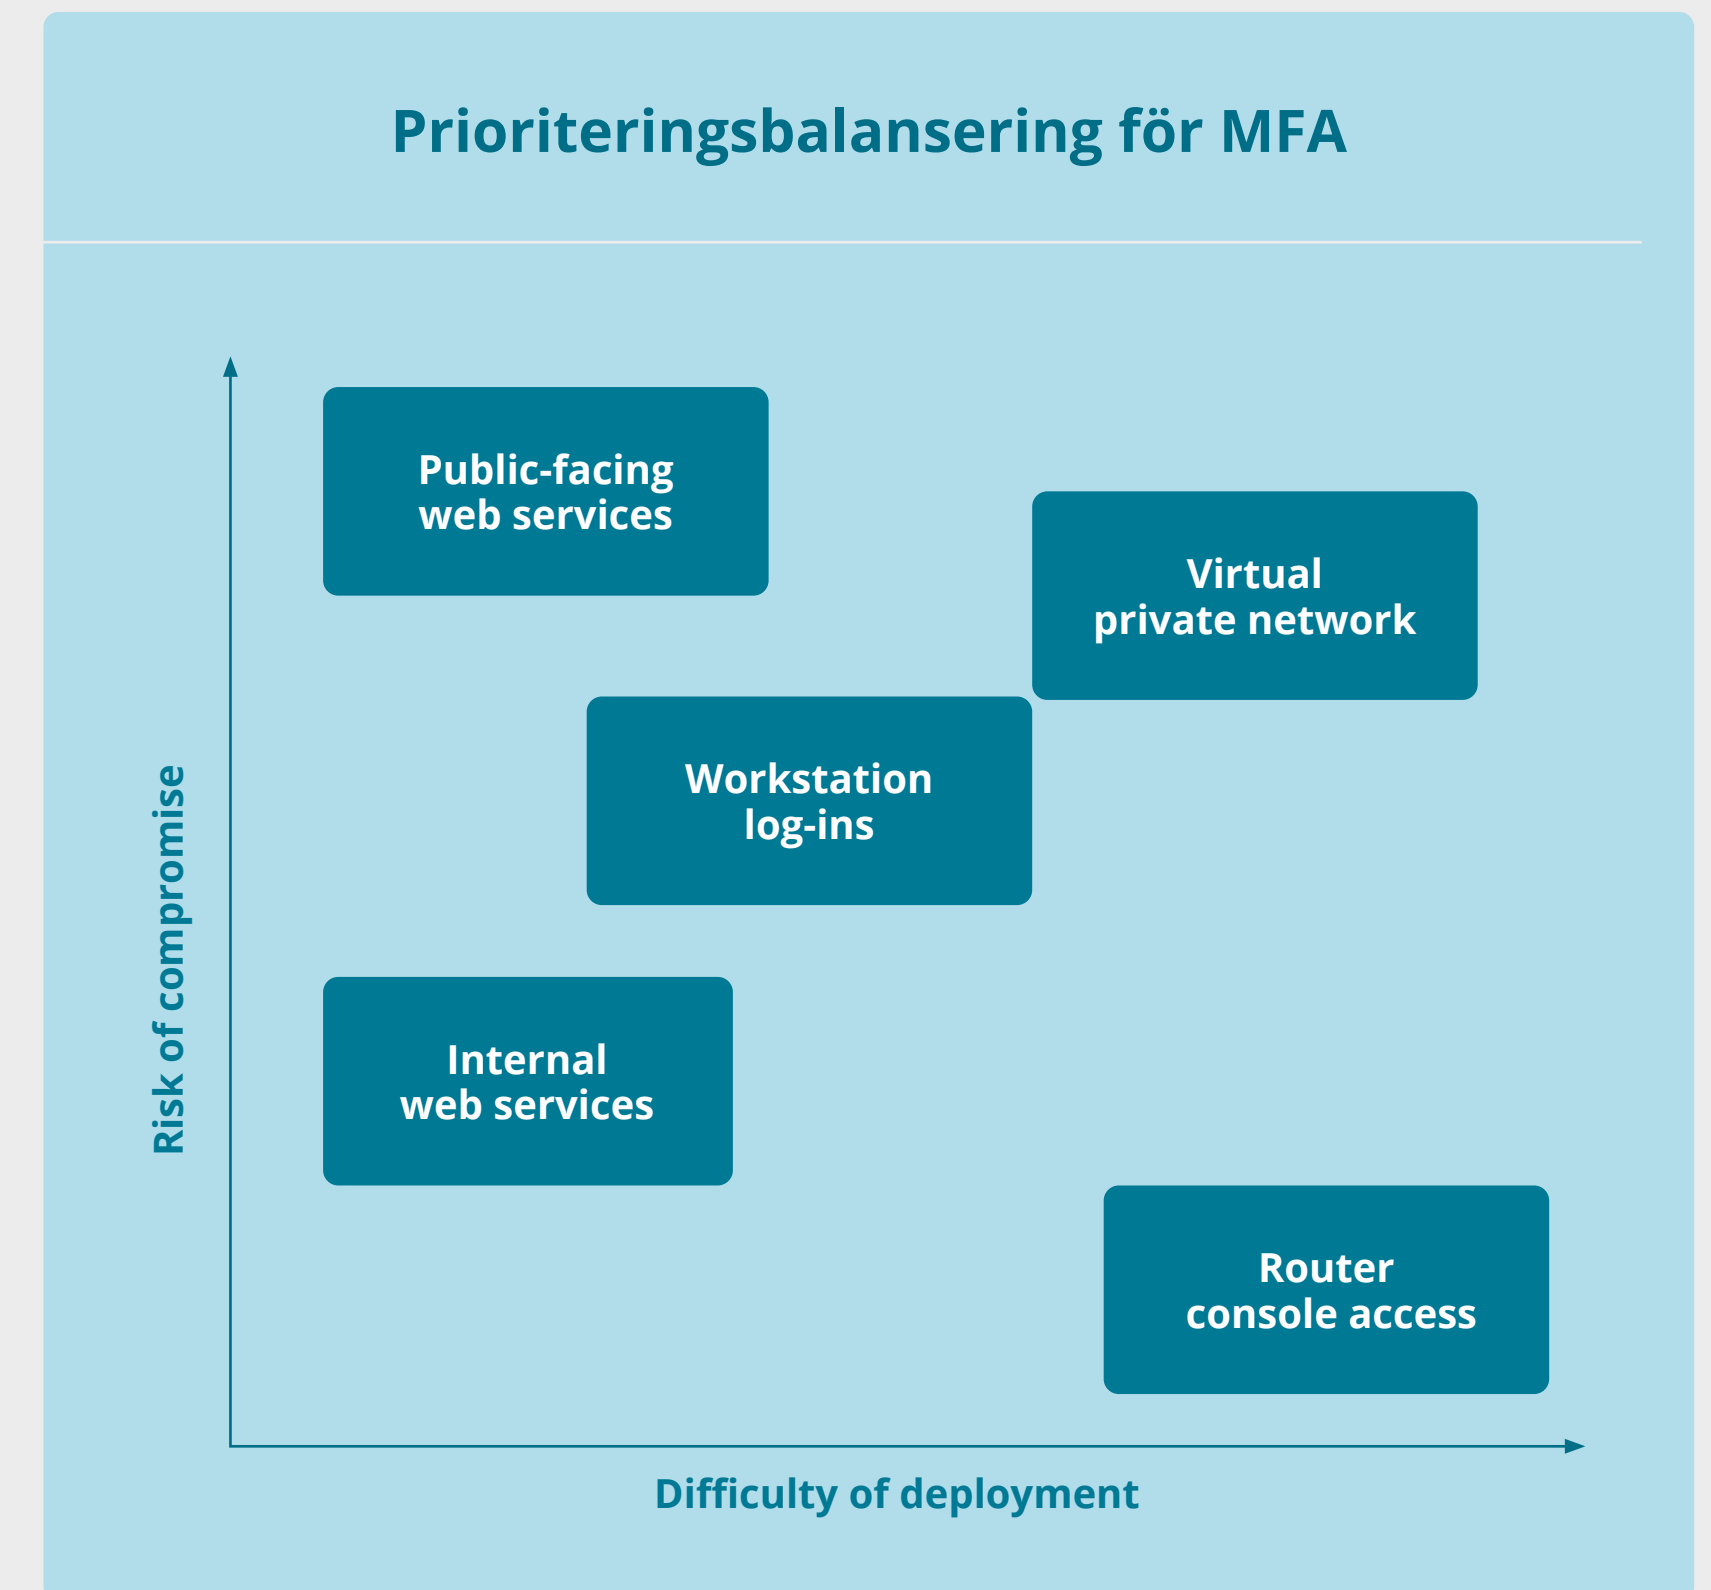 Prioriteringsbalansering för MFA
Public-facing
web services
Virtual
private network
Workstation
log-ins
Risk of compromise
Internal
web services
Router
console access
Difficulty of deployment